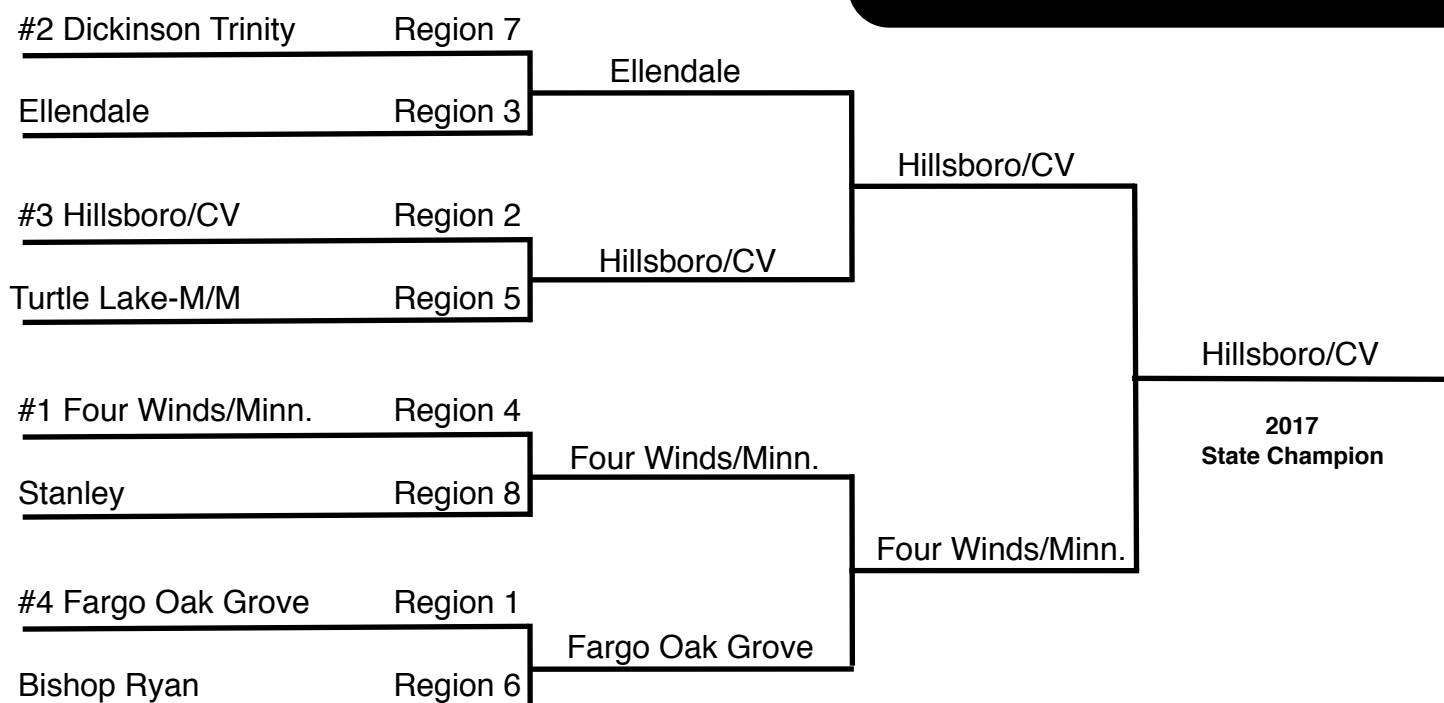 #2 Dickinson Trinity Region 7
Ellendale
Ellendale Region 3
Hillsboro/CV
#3 Hillsboro/CV Region 2
Hillsboro/CV
Turtle Lake-M/M Region 5
Hillsboro/CV
2017
State Champion
#1 Four Winds/Minn. Region 4
Four Winds/Minn.
Stanley Region 8
Four Winds/Minn.
#4 Fargo Oak Grove Region 1
Fargo Oak Grove
Bishop Ryan Region 6